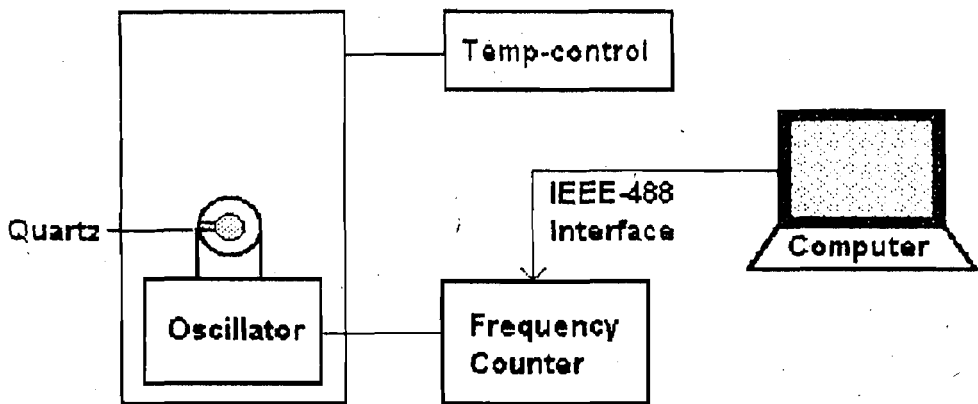 Temp-control
IEEE-488
Interface
Computer
Quartz
Oscillator
Frequency
Counter